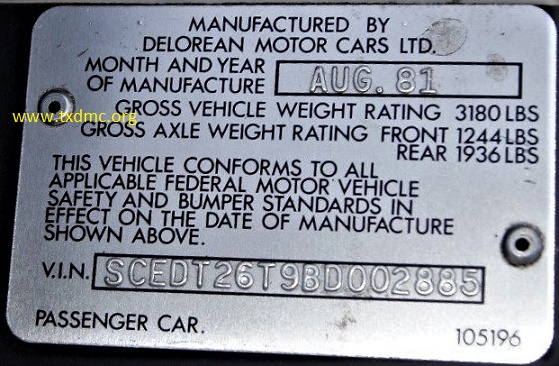 MANUFACTURED BY
DELOREAN MOTOR CARS LTD.
MONTH AND YEAR
OF MANUFACTURE AUG. 81
GROSS VEHICLE WEIGHT RATING 3180 LBS
www.txdmc.org
GROSS AXLE WEIGHT RATING FRONT 1244 LBS
REAR 1936 LBS
THIS VEHICLE CONFORMS TO ALL
APPLICABLE FEDERAL MOTOR VEHICLE
SAFETY AND BUMPER STANDARDS IN
EFFECT ON THE DATE OF MANUFACTURE
SHOWN ABOVE.
V.I.N. SCEDT26T9BD002885
PASSENGER CAR.
105196